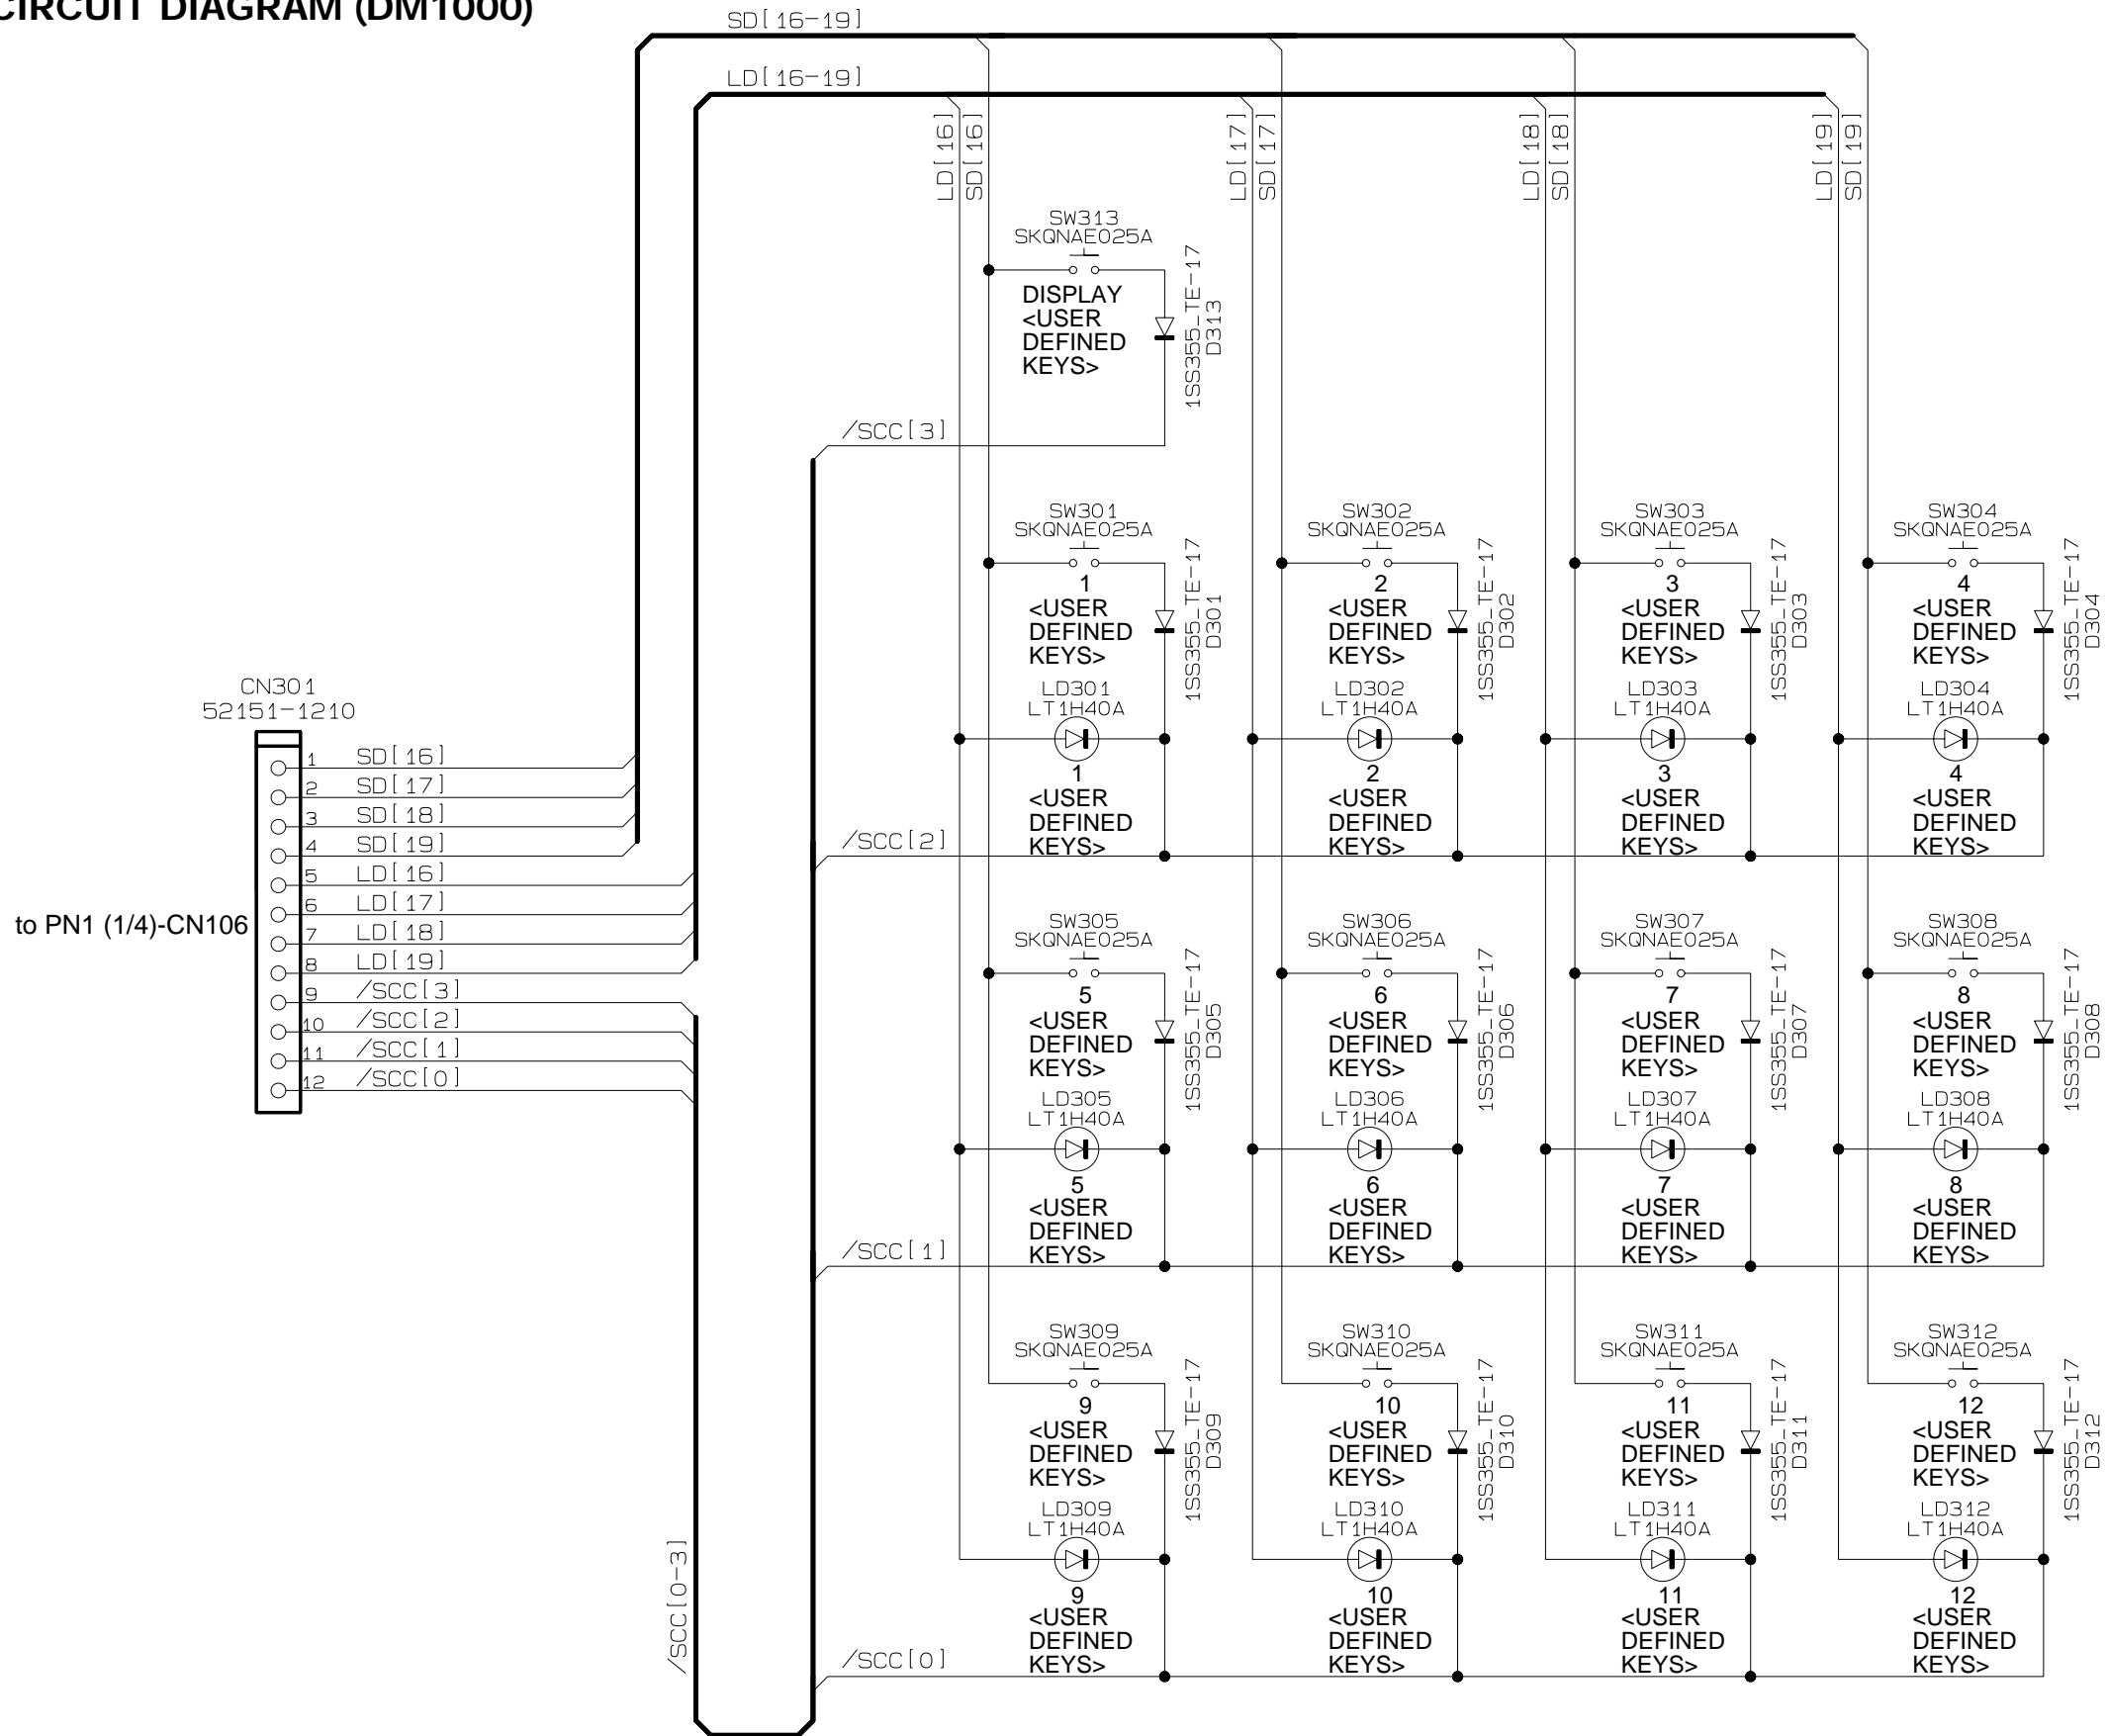 CIRCUIT DIAGRAM (DM1000)
SD[16-19]
LD[16-19]
LD[16]
SD[16]
LD[17]
SD[17]
LD[18]
SD[18]
LD[19]
SD[19]
SW313
SKQNAE025A
DISPLAY
<USER
DEFINED
KEYS>
1SS355_TE-17
D313
/SCC[3]
SW301
SKQNAE025A
1
<USER
DEFINED
KEYS>
1SS355_TE-17
D301
LD301
LT1H40A
1
<USER
DEFINED
KEYS>
SW302
SKQNAE025A
2
<USER
DEFINED
KEYS>
1SS355_TE-17
D302
LD302
LT1H40A
2
<USER
DEFINED
KEYS>
SW303
SKQNAE025A
3
<USER
DEFINED
KEYS>
1SS355_TE-17
D303
LD303
LT1H40A
3
<USER
DEFINED
KEYS>
SW304
SKQNAE025A
4
<USER
DEFINED
KEYS>
1SS355_TE-17
D304
LD304
LT1H40A
4
<USER
DEFINED
KEYS>
/SCC[2]
CN301
52151-1210
1 SD[16]
2 SD[17]
3 SD[18]
4 SD[19]
5 LD[16]
6 LD[17]
7 LD[18]
8 LD[19]
9 /SCC[3]
10 /SCC[2]
11 /SCC[1]
12 /SCC[0]
to PN1 (1/4)-CN106
SW305
SKQNAE025A
5
<USER
DEFINED
KEYS>
1SS355_TE-17
D305
LD305
LT1H40A
5
<USER
DEFINED
KEYS>
SW306
SKQNAE025A
6
<USER
DEFINED
KEYS>
1SS355_TE-17
D306
LD306
LT1H40A
6
<USER
DEFINED
KEYS>
SW307
SKQNAE025A
7
<USER
DEFINED
KEYS>
1SS355_TE-17
D307
LD307
LT1H40A
7
<USER
DEFINED
KEYS>
SW308
SKQNAE025A
8
<USER
DEFINED
KEYS>
1SS355_TE-17
D308
LD308
LT1H40A
8
<USER
DEFINED
KEYS>
/SCC[1]
SW309
SKQNAE025A
9
<USER
DEFINED
KEYS>
1SS355_TE-17
D309
LD309
LT1H40A
9
<USER
DEFINED
KEYS>
SW310
SKQNAE025A
10
<USER
DEFINED
KEYS>
1SS355_TE-17
D310
LD310
LT1H40A
10
<USER
DEFINED
KEYS>
SW311
SKQNAE025A
11
<USER
DEFINED
KEYS>
1SS355_TE-17
D311
LD311
LT1H40A
11
<USER
DEFINED
KEYS>
SW312
SKQNAE025A
12
<USER
DEFINED
KEYS>
1SS355_TE-17
D312
LD312
LT1H40A
12
<USER
DEFINED
KEYS>
/SCC[0-3]
/SCC[0]